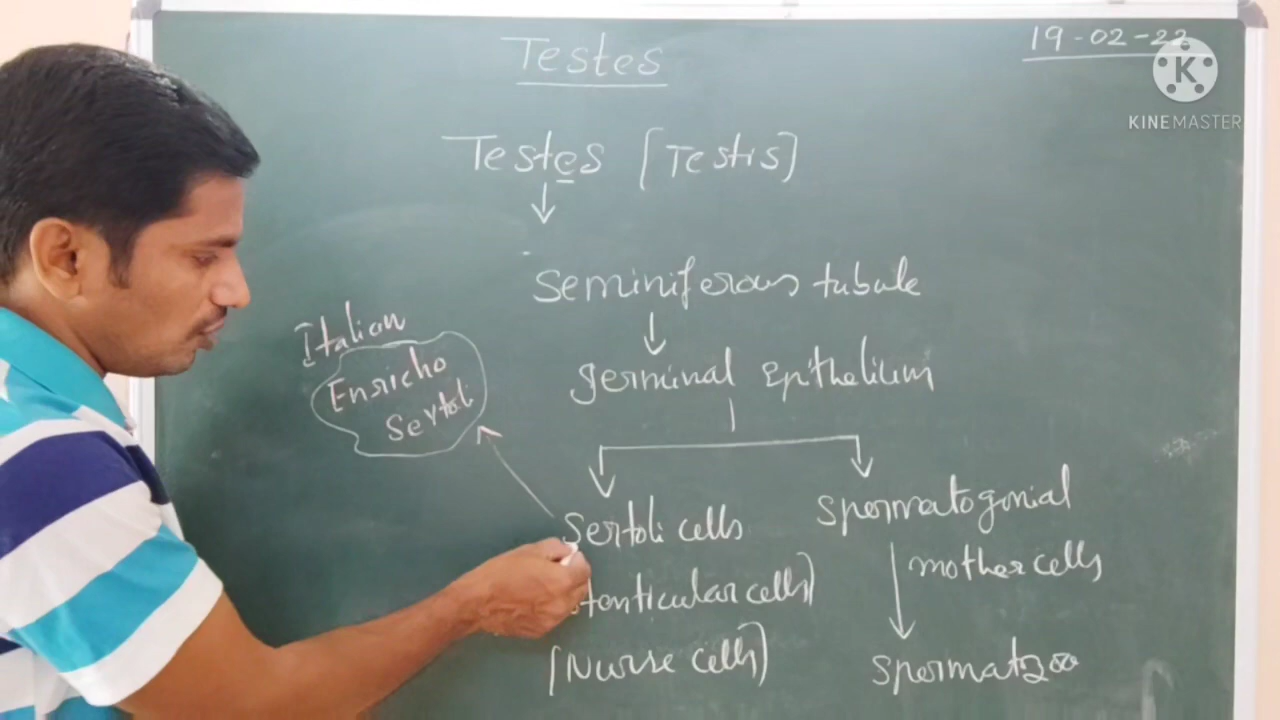 Testes
19-02-22
KINEMASTER
Testes [Testis]
Seminiferous tubule
Italian
Enricho
Sertoli
germinal Epithelium
Sertoli cells
Spermatogonial
mother cells
cells)
[Nurse cells)
Spermatozoa